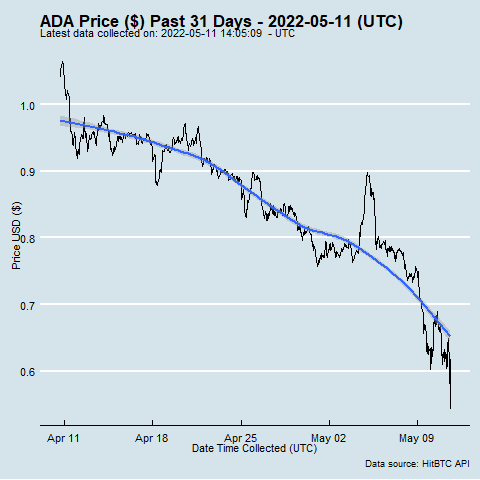 ADA Price ($) Past 31 Days - 2022-05-11 (UTC)
Latest data collected on: 2022-05-11 14:05:09 - UTC
Price USD ($)
1.0
0.9
0.8
0.7
0.6
Apr 11 Apr 18 Apr 25 May 02 May 09
Date Time Collected (UTC)
Data source: HitBTC API